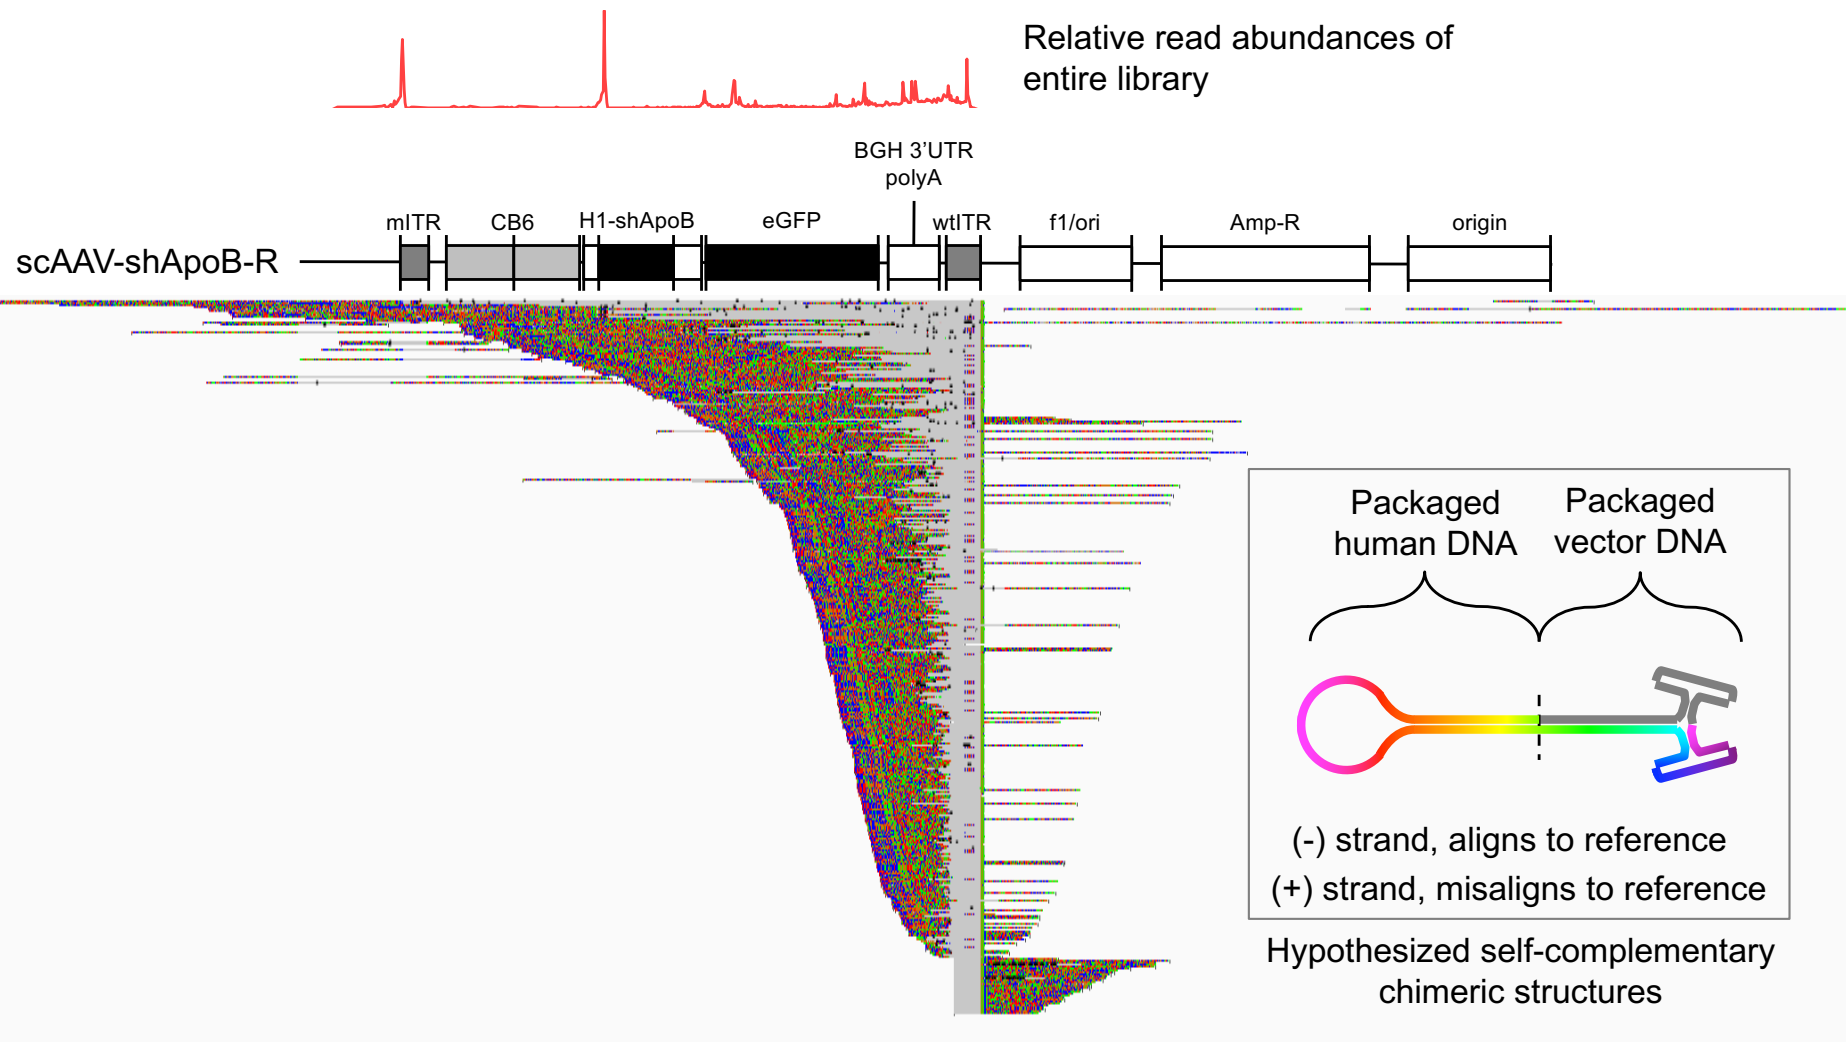 Relative read abundances of
entire library
BGH 3'UTR
polyA
mITR
CB6
H1-shApoB
eGFP
wtITR
f1/ori
Amp-R
origin
scAAV-shApoB-R
Packaged
human DNA
Packaged
vector DNA
(-) strand, aligns to reference
(+) strand, misaligns to reference
Hypothesized self-complementary
chimeric structures